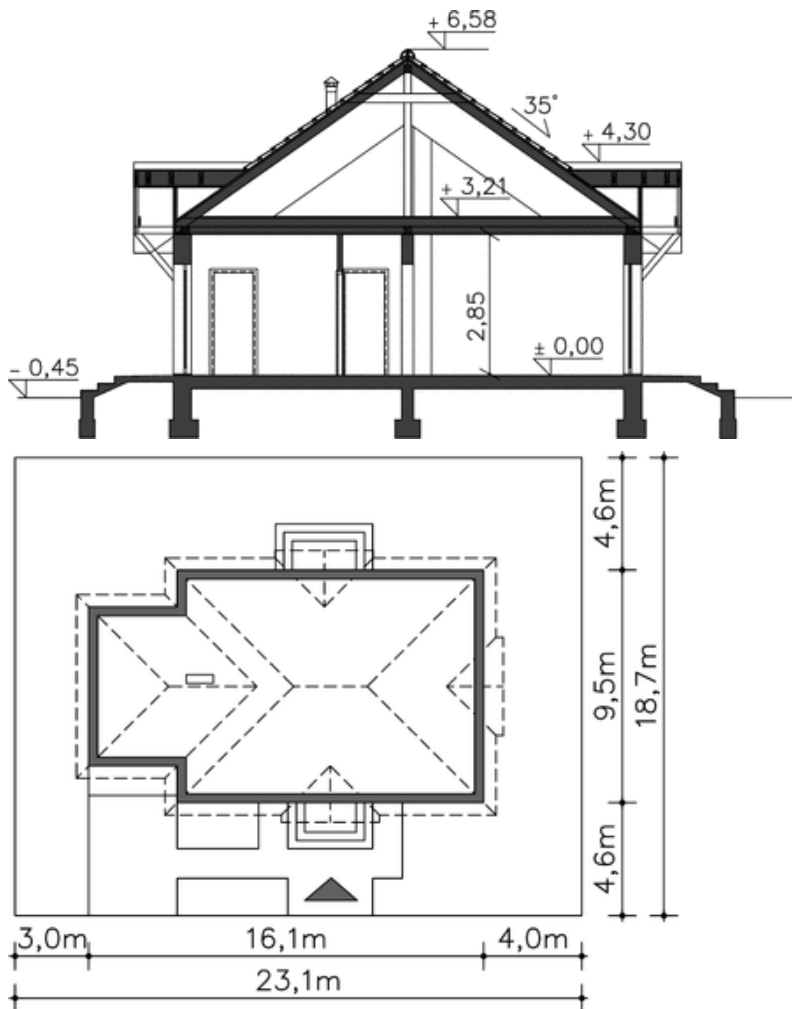 + 6,58
35°
+ 4,30
+ 3,21
2,85
± 0,00
- 0,45
4,6m
9,5m
18,7m
4,6m
3,0m
16,1m
4,0m
23,1m